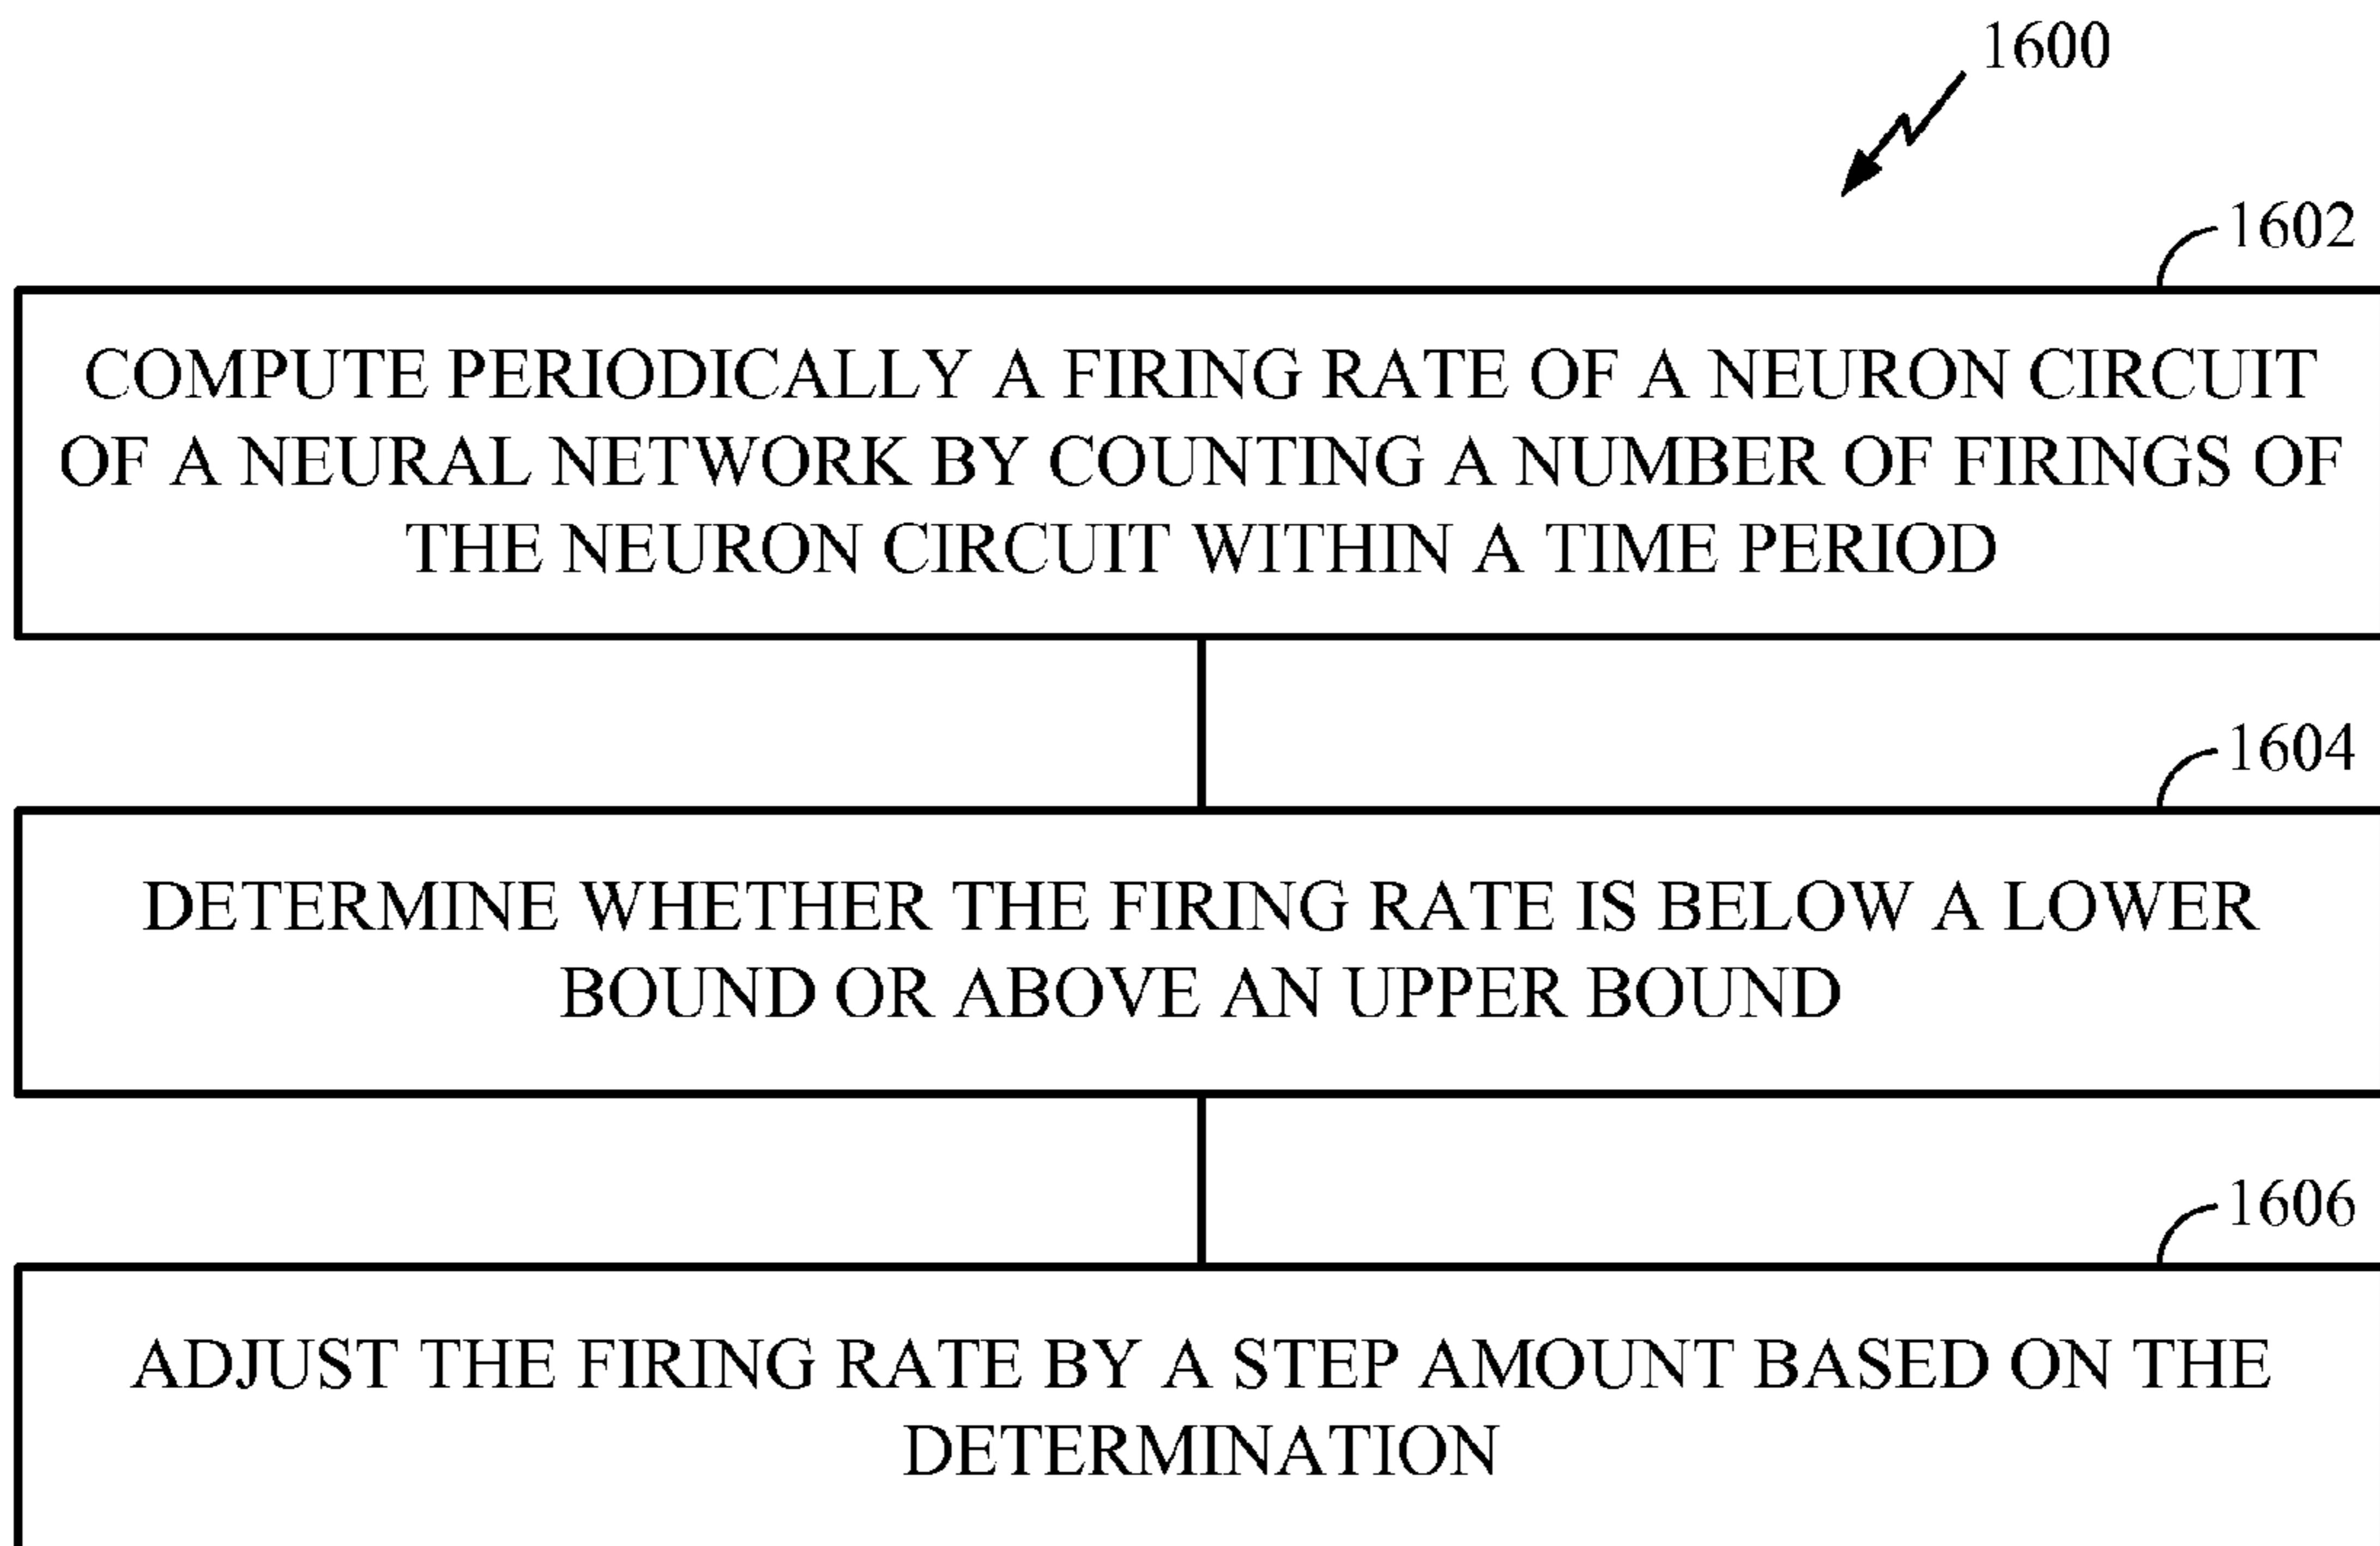 1600
1602
COMPUTE PERIODICALLY A FIRING RATE OF A NEURON CIRCUIT
OF A NEURAL NETWORK BY COUNTING A NUMBER OF FIRINGS OF
THE NEURON CIRCUIT WITHIN A TIME PERIOD
1604
DETERMINE WHETHER THE FIRING RATE IS BELOW A LOWER
BOUND OR ABOVE AN UPPER BOUND
1606
ADJUST THE FIRING RATE BY A STEP AMOUNT BASED ON THE
DETERMINATION